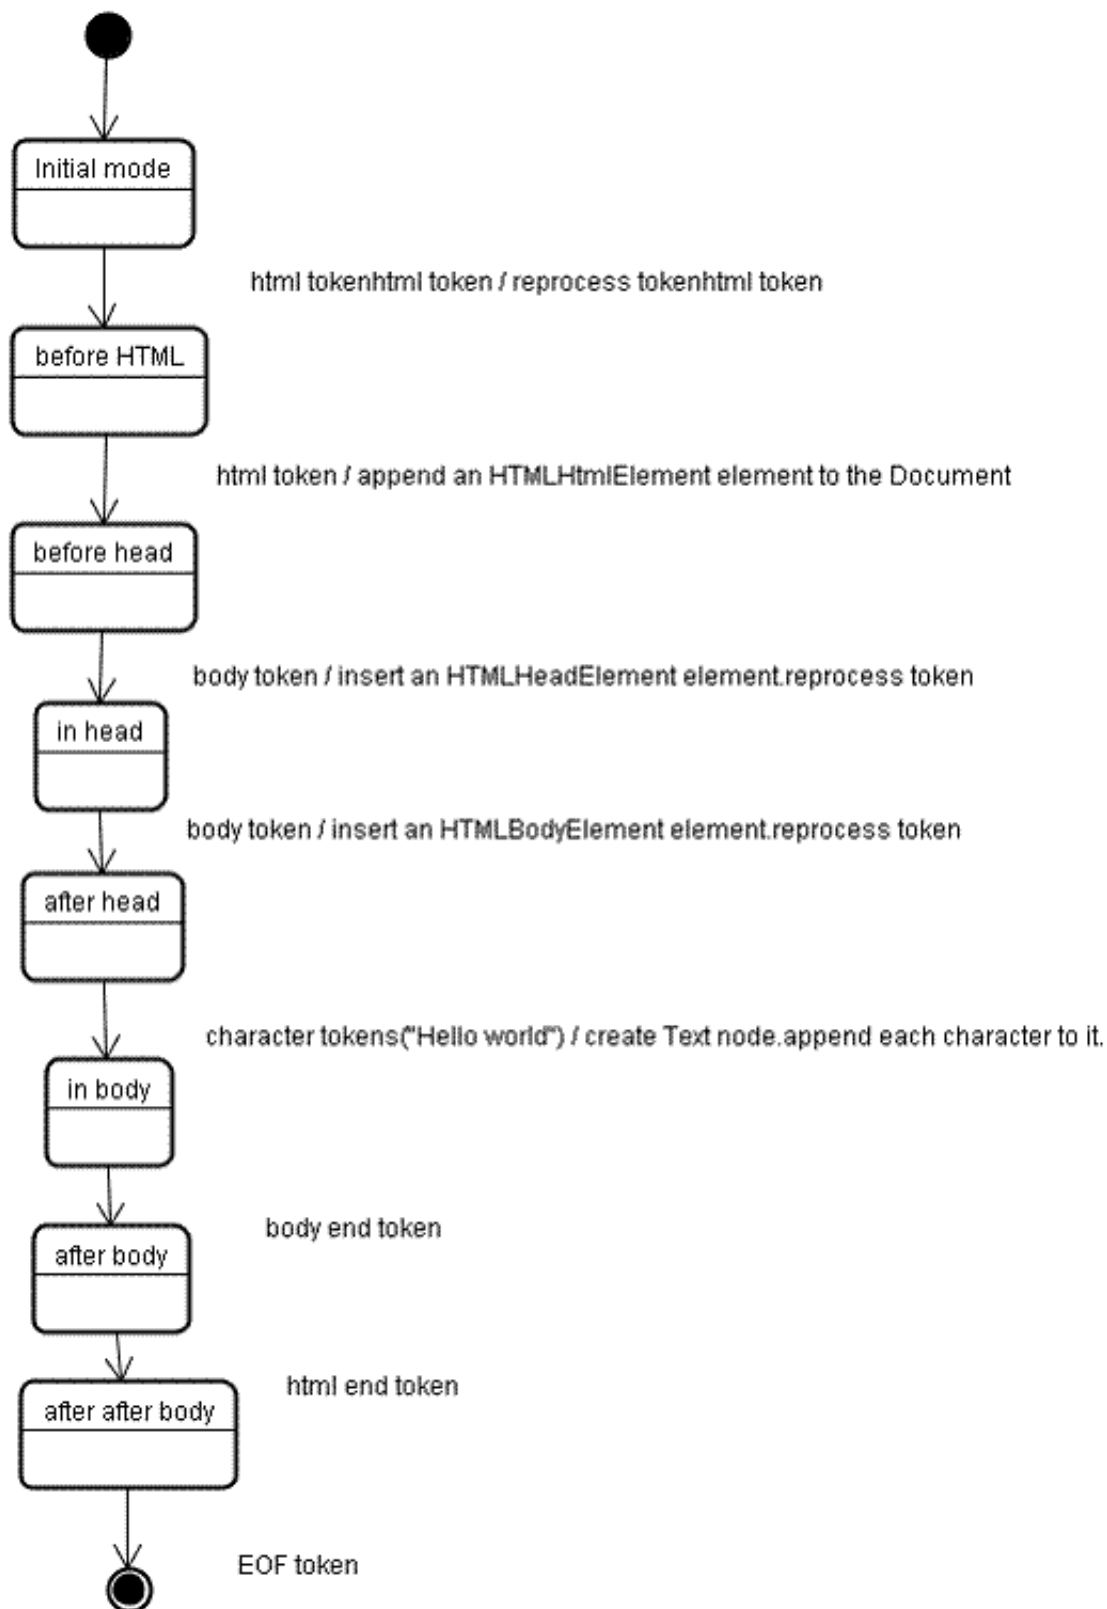 Initial mode
html tokenhtml token / reprocess tokenhtml token
before HTML
html token / append an HTMLHtmlElement element to the Document
before head
body token / insert an HTMLHeadElement element.reprocess token
in head
body token / insert an HTMLBodyElement element.reprocess token
after head
character tokens("Hello world") / create Text node.append each character to it.
in body
body end token
after body
html end token
after after body
EOF token